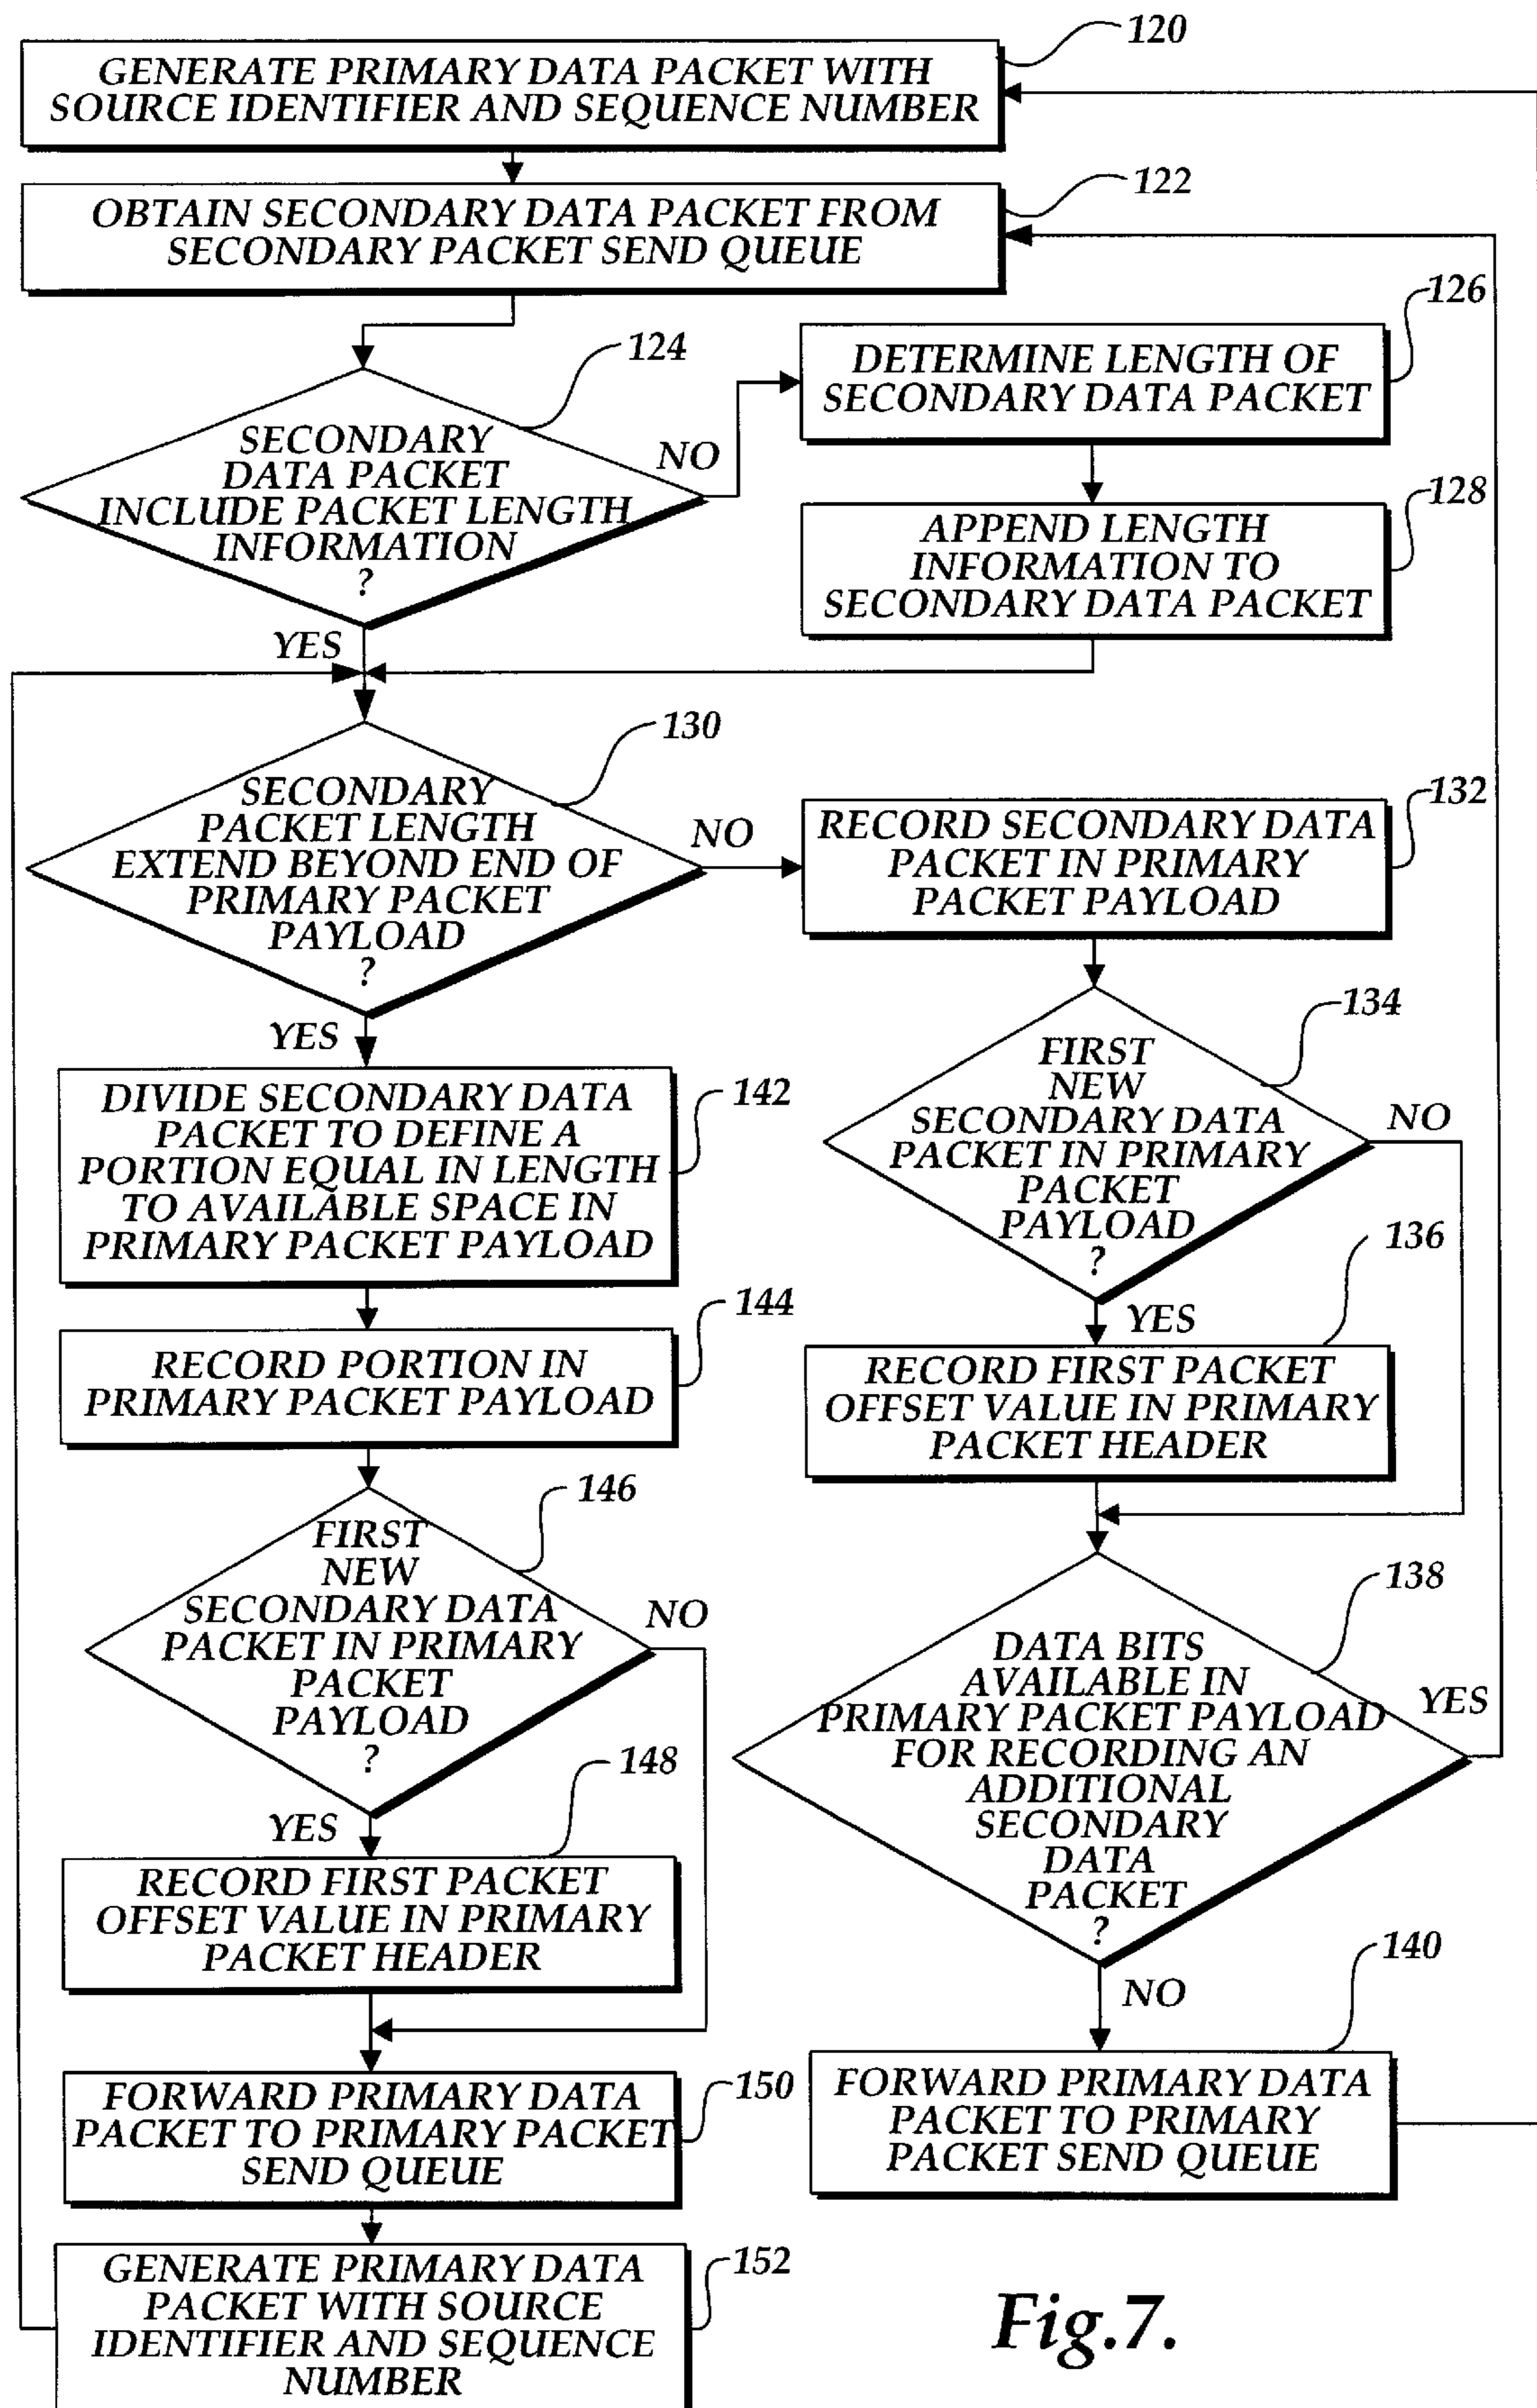 120
GENERATE PRIMARY DATA PACKET WITH
SOURCE IDENTIFIER AND SEQUENCE NUMBER
122
OBTAIN SECONDARY DATA PACKET FROM
SECONDARY PACKET SEND QUEUE
124
SECONDARY
DATA PACKET
INCLUDE PACKET LENGTH
INFORMATION
?
NO
YES
126
DETERMINE LENGTH OF
SECONDARY DATA PACKET
128
APPEND LENGTH
INFORMATION TO
SECONDARY DATA PACKET
130
SECONDARY
PACKET LENGTH
EXTEND BEYOND END OF
PRIMARY PACKET
PAYLOAD
?
NO
YES
132
RECORD SECONDARY DATA
PACKET IN PRIMARY
PACKET PAYLOAD
134
FIRST
NEW
SECONDARY DATA
PACKET IN PRIMARY
PACKET
PAYLOAD
?
NO
YES
136
RECORD FIRST PACKET
OFFSET VALUE IN PRIMARY
PACKET HEADER
138
DATA BITS
AVAILABLE IN
PRIMARY PACKET PAYLOAD
FOR RECORDING AN
ADDITIONAL
SECONDARY
DATA
PACKET
?
YES
NO
140
FORWARD PRIMARY DATA
PACKET TO PRIMARY
PACKET SEND QUEUE
142
DIVIDE SECONDARY DATA
PACKET TO DEFINE A
PORTION EQUAL IN LENGTH
TO AVAILABLE SPACE IN
PRIMARY PACKET PAYLOAD
144
RECORD PORTION IN
PRIMARY PACKET PAYLOAD
146
FIRST
NEW
SECONDARY DATA
PACKET IN PRIMARY
PACKET
PAYLOAD
?
NO
YES
148
RECORD FIRST PACKET
OFFSET VALUE IN PRIMARY
PACKET HEADER
150
FORWARD PRIMARY DATA
PACKET TO PRIMARY PACKET
SEND QUEUE
152
GENERATE PRIMARY DATA
PACKET WITH SOURCE
IDENTIFIER AND SEQUENCE
NUMBER
Fig.7.